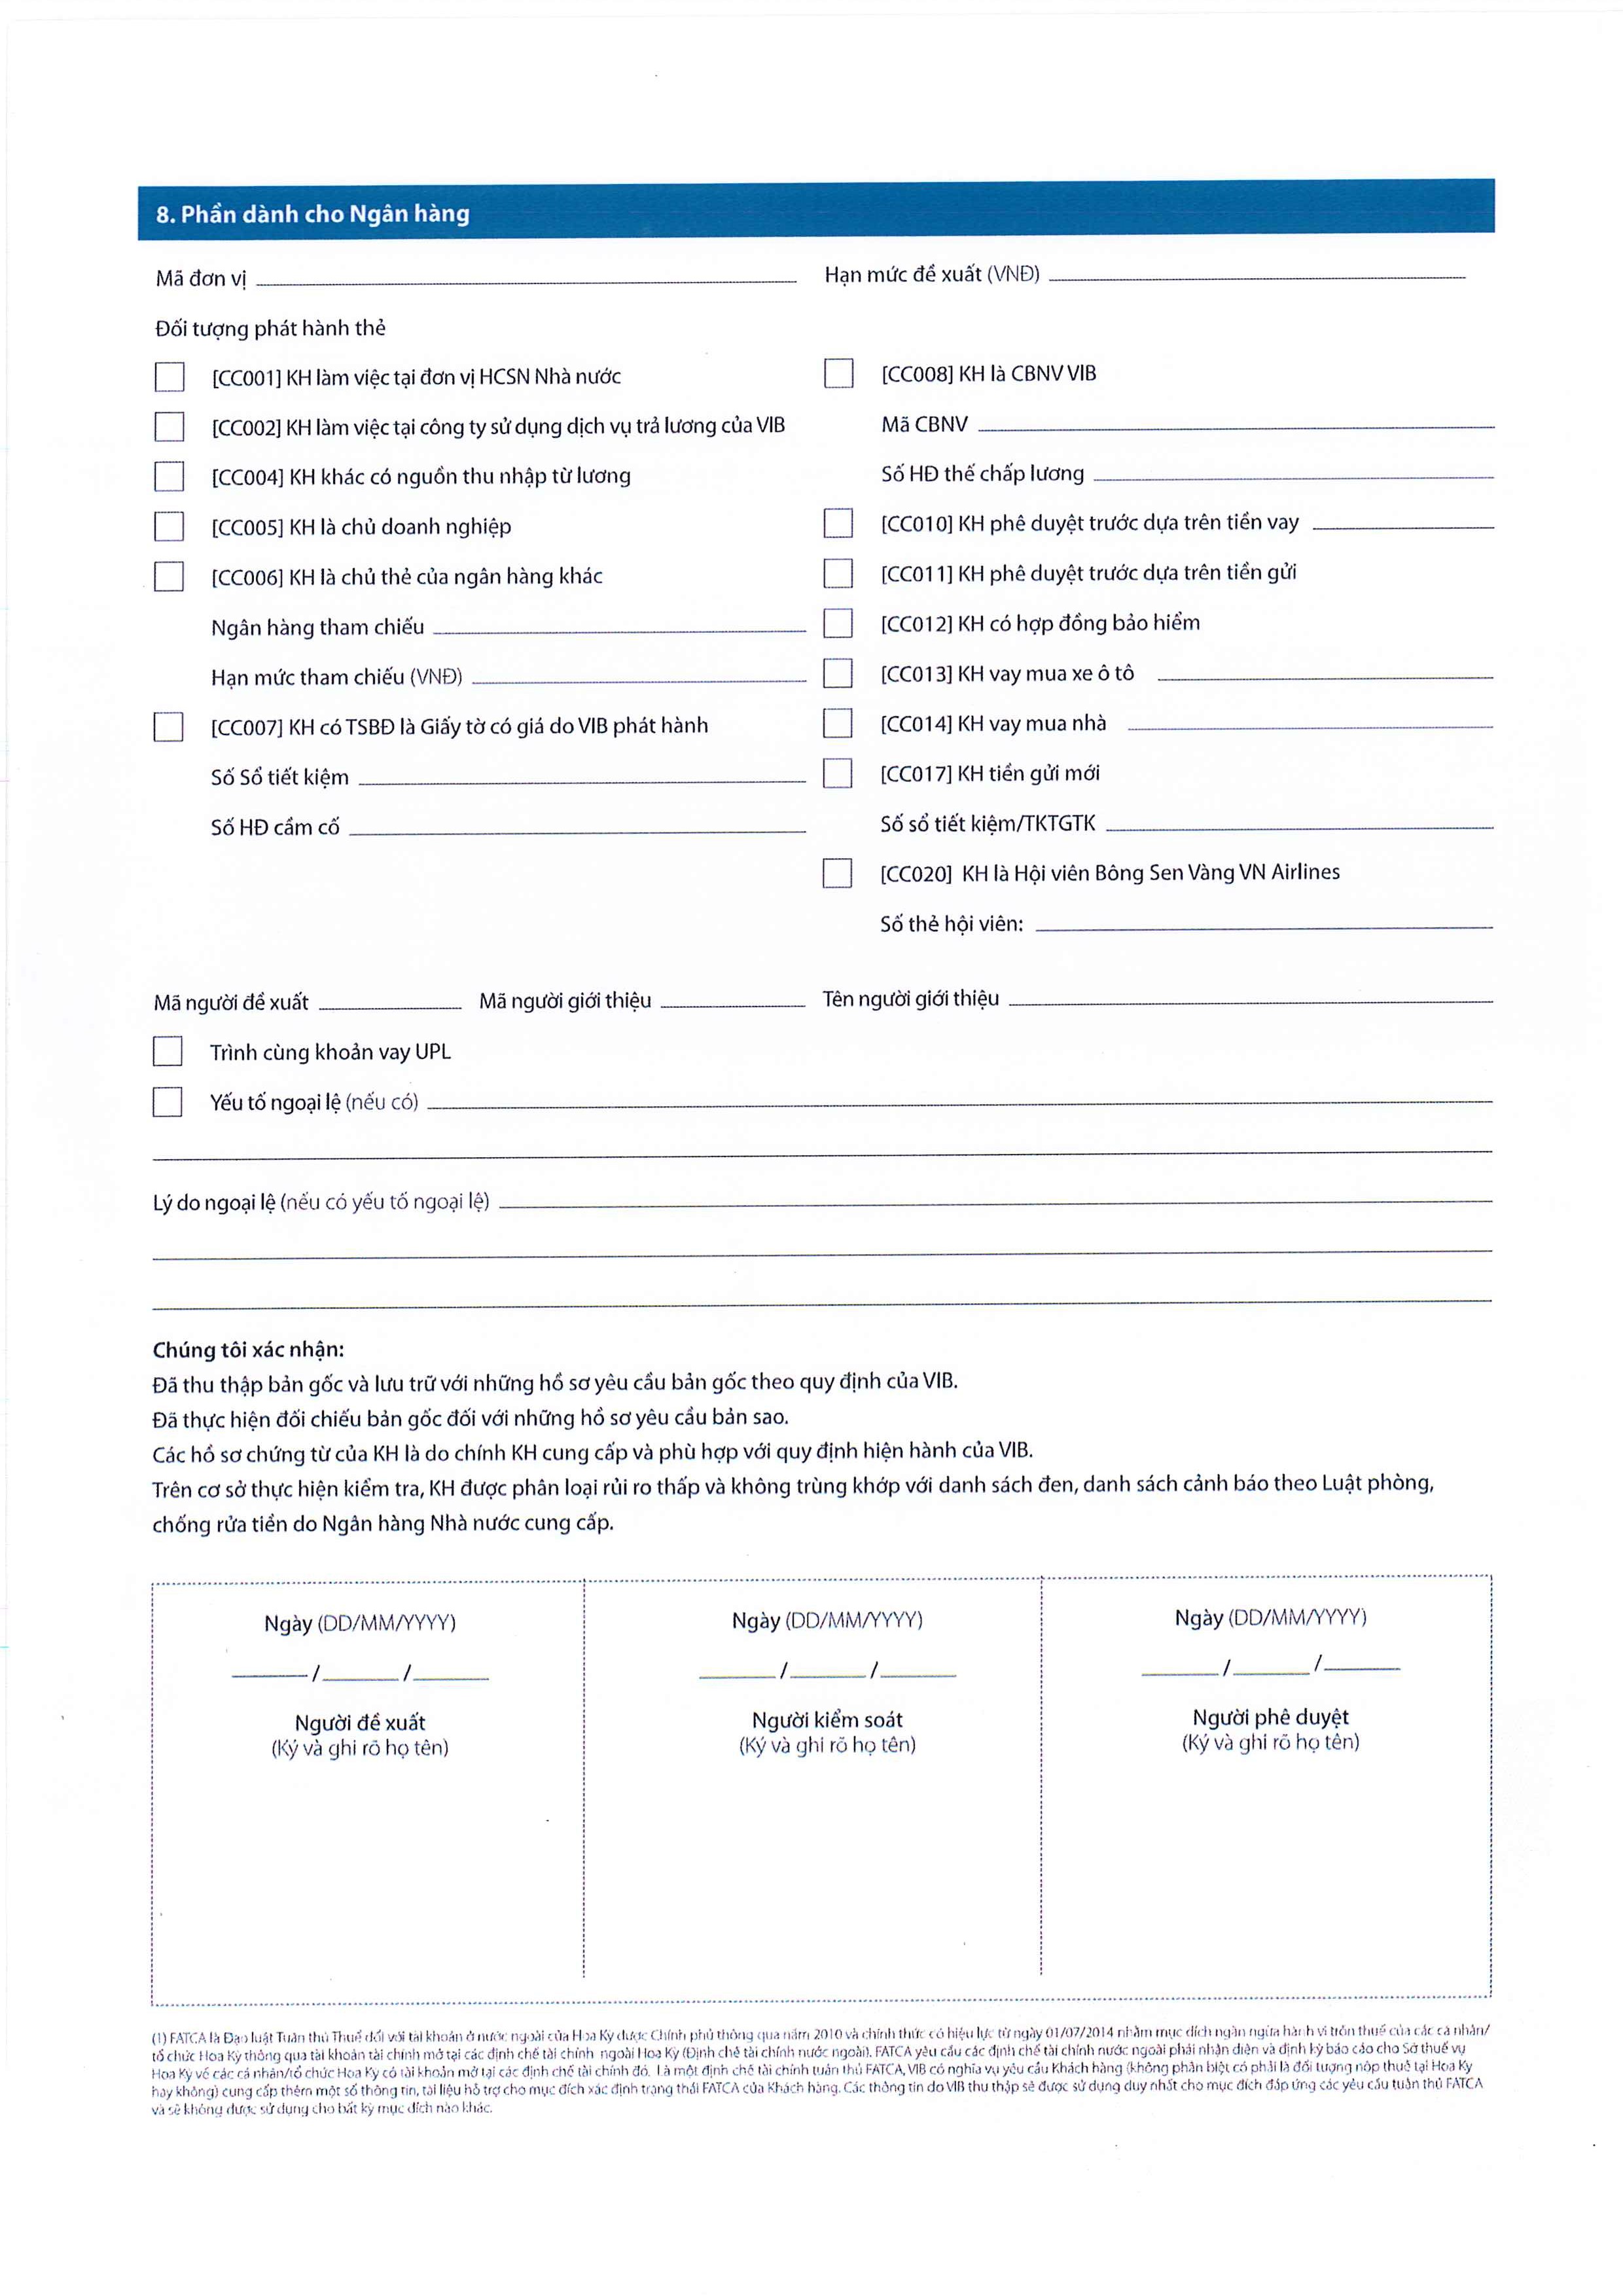 8. Phần dành cho Ngân hàng
Mã đơn vị
Hạn mức đề xuất (VNĐ)
Đối tượng phát hành thẻ
[CC001] KH làm việc tại đơn vị HCSN Nhà nước
[CC002] KH làm việc tại công ty sử dụng dịch vụ trả lương của VIB
[CC004] KH khác có nguồn thu nhập từ lương
[CC005] KH là chủ doanh nghiệp
[CC006] KH là chủ thẻ của ngân hàng khác
Ngân hàng tham chiếu
Hạn mức tham chiếu (VNĐ)
[CC007] KH có TSBĐ là Giấy tờ có giá do VIB phát hành
Số Sổ tiết kiệm
Số HĐ cầm cố
[CC008] KH là CBNV VIB
Mã CBNV
Số HĐ thế chấp lương
[CC010] KH phê duyệt trước dựa trên tiền vay
[CC011] KH phê duyệt trước dựa trên tiền gửi
[CC012] KH có hợp đồng bảo hiểm
[CC013] KH vay mua xe ô tô
[CC014] KH vay mua nhà
[CC017] KH tiền gửi mới
Số sổ tiết kiệm/TKTGTK
[CC020] KH là Hội viên Bông Sen Vàng VN Airlines
Số thẻ hội viên:
Mã người đề xuất
Mã người giới thiệu
Tên người giới thiệu
Trình cùng khoản vay UPL
Yếu tố ngoại lệ (nếu có)
Lý do ngoại lệ (nếu có yếu tố ngoại lệ)
Chúng tôi xác nhận:
Đã thu thập bản gốc và lưu trữ với những hồ sơ yêu cầu bản gốc theo quy định của VIB.
Đã thực hiện đối chiếu bản gốc đối với những hồ sơ yêu cầu bản sao.
Các hồ sơ chứng từ của KH là do chính KH cung cấp và phù hợp với quy định hiện hành của VIB.
Trên cơ sở thực hiện kiểm tra, KH được phân loại rủi ro thấp và không trùng khớp với danh sách đen, danh sách cảnh báo theo Luật phòng,
chống rửa tiền do Ngân hàng Nhà nước cung cấp.
Ngày (DD/MM/YYYY)
/ /
Người đề xuất
(Ký và ghi rõ họ tên)
Ngày (DD/MM/YYYY)
/ /
Người kiểm soát
(Ký và ghi rõ họ tên)
Ngày (DD/MM/YYYY)
/ /
Người phê duyệt
(Ký và ghi rõ họ tên)
(1) FATCA là Đạo luật Tuân thủ Thuế đối với tài khoản ở nước ngoài của Hoa Kỳ được Chính phủ thông qua năm 2010 và chính thức có hiệu lực từ ngày 01/07/2014 nhằm mục đích ngăn ngừa hành vi trốn thuế của các cá nhân/
tổ chức Hoa Kỳ thông qua tài khoản tài chính mở tại các định chế tài chính ngoài Hoa Kỳ (Định chế tài chính nước ngoài). FATCA yêu cầu các định chế tài chính nước ngoài phải nhận diện và định kỳ báo cáo cho Sở thuế vụ
Hoa Kỳ về các cá nhân/tổ chức Hoa Kỳ có tài khoản mở tại các định chế tài chính đó. Là một định chế tài chính tuân thủ FATCA, VIB có nghĩa vụ yêu cầu Khách hàng (không phân biệt có phải là đối tượng nộp thuế tại Hoa Kỳ
hay không) cung cấp thêm một số thông tin, tài liệu hỗ trợ cho mục đích xác định trạng thái FATCA của Khách hàng. Các thông tin do VIB thu thập sẽ được sử dụng duy nhất cho mục đích đáp ứng các yêu cầu tuân thủ FATCA
và sẽ không được sử dụng cho bất kỳ mục đích nào khác.